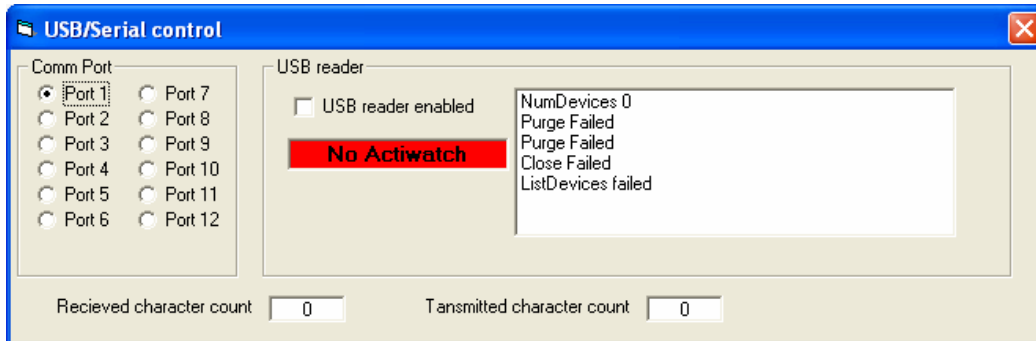 USB/Serial control
Comm Port
Port 1
Port 2
Port 3
Port 4
Port 5
Port 6
Port 7
Port 8
Port 9
Port 10
Port 11
Port 12
USB reader
USB reader enabled
No Actiwatch
NumDevices 0
Purge Failed
Purge Failed
Close Failed
ListDevices failed
Recieved character count 0
Tansmitted character count 0